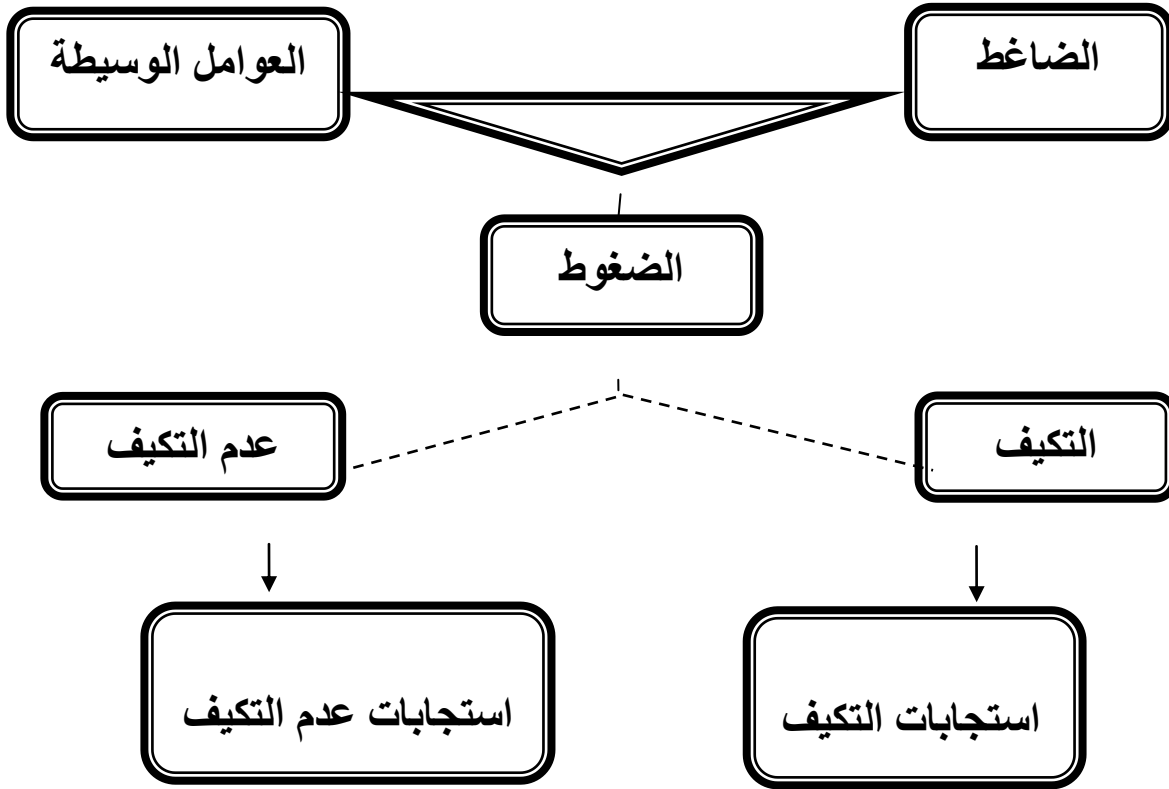 الضاغط
العوامل الوسيطة
الضغوط
التكيف
عدم التكيف
استجابات التكيف
استجابات عدم التكيف